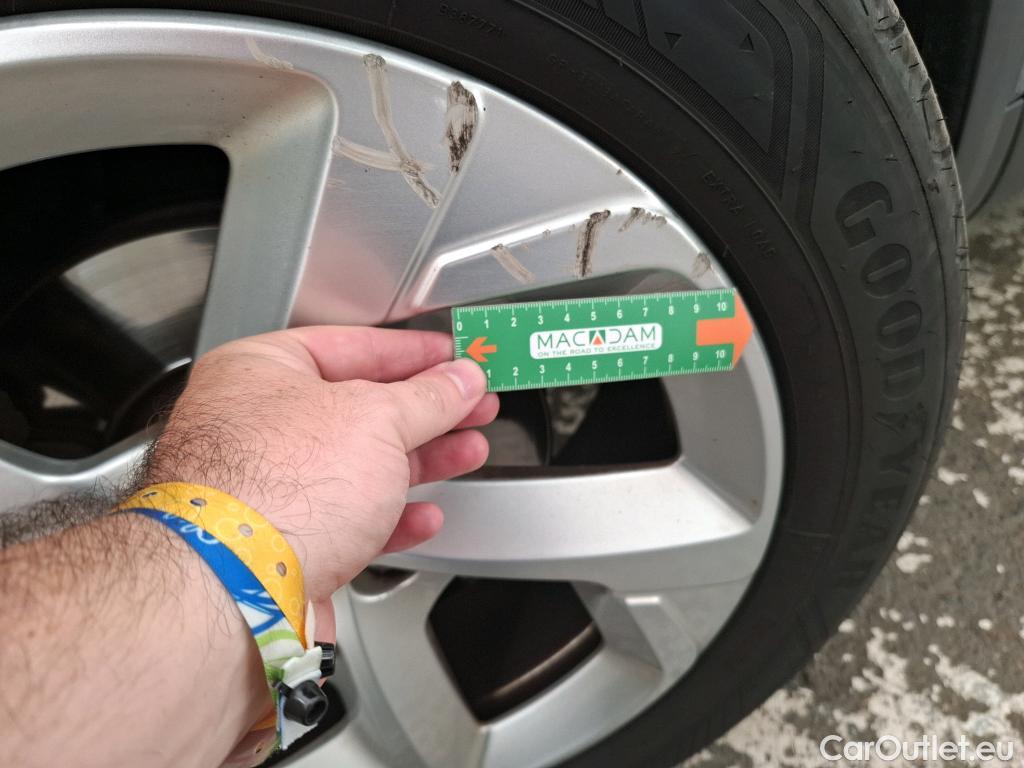 EXTRA LOAD
GOODYEAR
0 1 2 3 4 5 6 7 8 9 10
MACADAM
ON THE ROAD TO EXCELLENCE
1 2 3 4 5 6 7 8 9 10
CarOutlet.eu